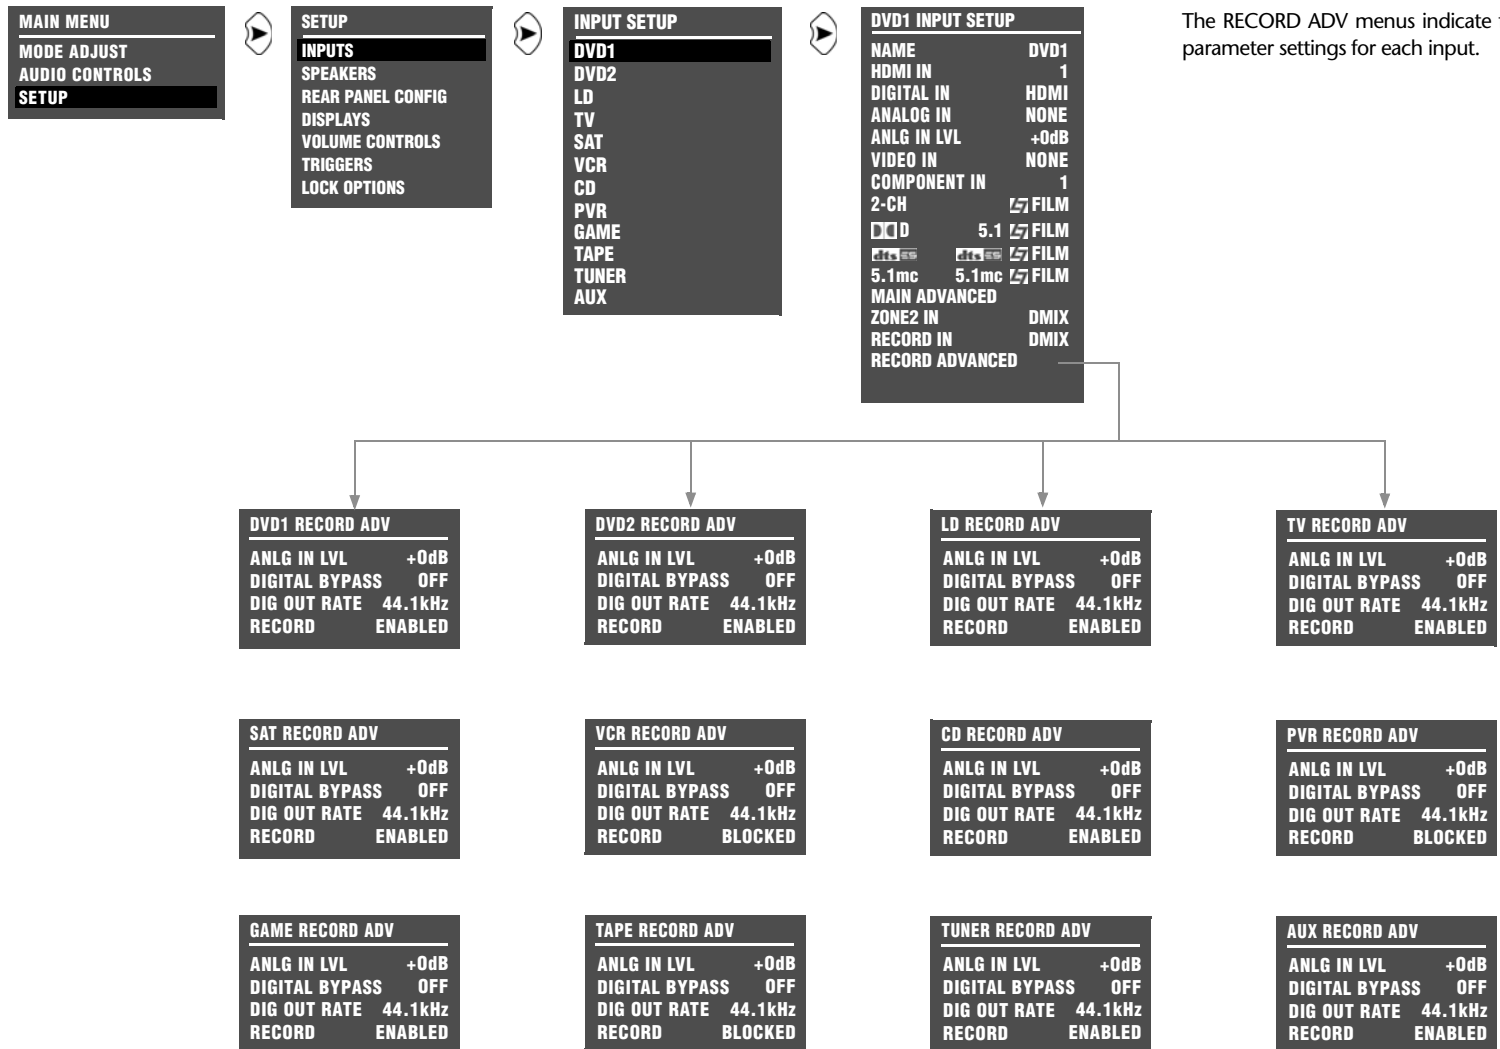 MAIN MENU
MODE ADJUST
AUDIO CONTROLS
SETUP
SETUP
INPUTS
SPEAKERS
REAR PANEL CONFIG
DISPLAYS
VOLUME CONTROLS
TRIGGERS
LOCK OPTIONS
INPUT SETUP
DVD1
DVD2
LD
TV
SAT
VCR
CD
PVR
GAME
TAPE
TUNER
AUX
DVD1 INPUT SETUP
NAME DVD1
HDMI IN 1
DIGITAL IN HDMI
ANALOG IN NONE
ANLG IN LVL +0dB
VIDEO IN NONE
COMPONENT IN 1
2-CH FILM
D 5.1 FILM
dts ES dts ES FILM
5.1mc 5.1mc FILM
MAIN ADVANCED
ZONE2 IN DMIX
RECORD IN DMIX
RECORD ADVANCED
The RECORD ADV menus indicate
parameter settings for each input.
DVD1 RECORD ADV
ANLG IN LVL +0dB
DIGITAL BYPASS OFF
DIG OUT RATE 44.1kHz
RECORD ENABLED
DVD2 RECORD ADV
ANLG IN LVL +0dB
DIGITAL BYPASS OFF
DIG OUT RATE 44.1kHz
RECORD ENABLED
LD RECORD ADV
ANLG IN LVL +0dB
DIGITAL BYPASS OFF
DIG OUT RATE 44.1kHz
RECORD ENABLED
TV RECORD ADV
ANLG IN LVL +0dB
DIGITAL BYPASS OFF
DIG OUT RATE 44.1kHz
RECORD ENABLED
SAT RECORD ADV
ANLG IN LVL +0dB
DIGITAL BYPASS OFF
DIG OUT RATE 44.1kHz
RECORD ENABLED
VCR RECORD ADV
ANLG IN LVL +0dB
DIGITAL BYPASS OFF
DIG OUT RATE 44.1kHz
RECORD BLOCKED
CD RECORD ADV
ANLG IN LVL +0dB
DIGITAL BYPASS OFF
DIG OUT RATE 44.1kHz
RECORD ENABLED
PVR RECORD ADV
ANLG IN LVL +0dB
DIGITAL BYPASS OFF
DIG OUT RATE 44.1kHz
RECORD BLOCKED
GAME RECORD ADV
ANLG IN LVL +0dB
DIGITAL BYPASS OFF
DIG OUT RATE 44.1kHz
RECORD ENABLED
TAPE RECORD ADV
ANLG IN LVL +0dB
DIGITAL BYPASS OFF
DIG OUT RATE 44.1kHz
RECORD BLOCKED
TUNER RECORD ADV
ANLG IN LVL +0dB
DIGITAL BYPASS OFF
DIG OUT RATE 44.1kHz
RECORD ENABLED
AUX RECORD ADV
ANLG IN LVL +0dB
DIGITAL BYPASS OFF
DIG OUT RATE 44.1kHz
RECORD ENABLED